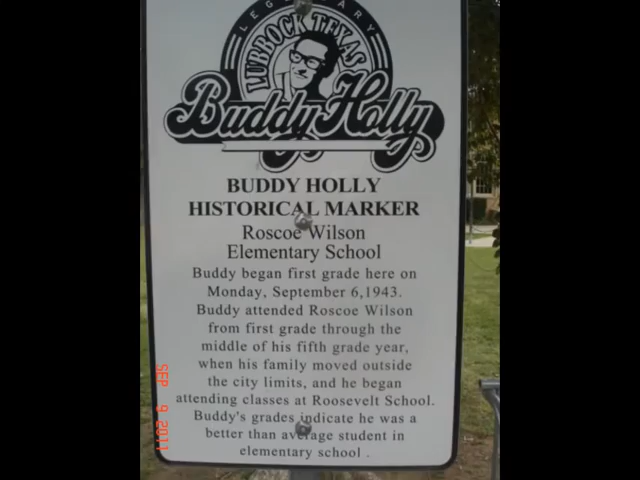 LEGENDARY
LUBBOCK TEXAS
Buddy Holly
BUDDY HOLLY
HISTORICAL MARKER
Roscoe Wilson
Elementary School
Buddy began first grade here on
Monday, September 6,1943.
Buddy attended Roscoe Wilson
from first grade through the
middle of his fifth grade year,
when his family moved outside
the city limits, and he began
attending classes at Roosevelt School.
Buddy's grades indicate he was a
better than average student in
elementary school .
SEP 9 2011